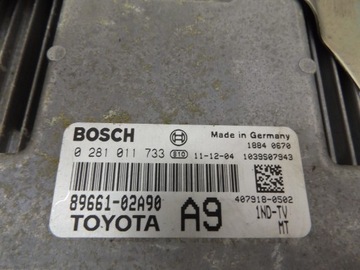 BOSCH
Made in Germany
1884 0670
0 281 011 733 610 11-12-04 1039S07943
407918-0502
89661-02A90 A9 1ND-TV
TOYOTA MT